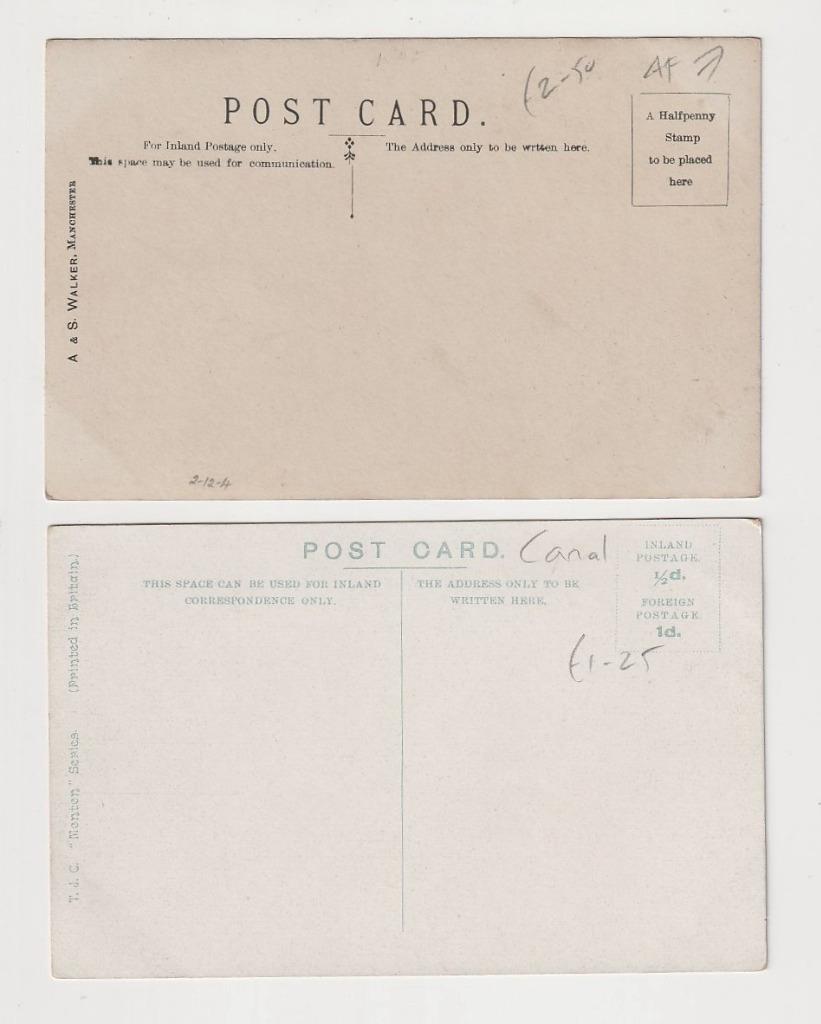 £2-50 AF
POST CARD.
For Inland Postage only.
This space may be used for communication.
The Address only to be wrtten here.
A Halfpenny
Stamp
to be placed
here
A & S. WALKER, MANCHESTER
2-12-4
POST CARD. Canal
THIS SPACE CAN BE USED FOR INLAND
CORRESPONDENCE ONLY.
THE ADDRESS ONLY TO BE
WRITTEN HERE.
INLAND
POSTAGE.
½d.
FOREIGN
POSTAGE
1d.
£1-25
T. J. C. "Monton" Series. (Printed in Britain.)